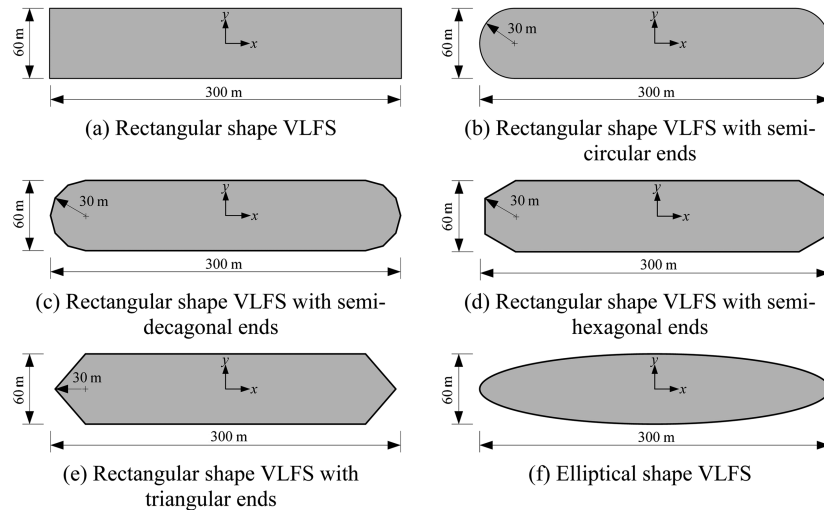 60 m
y
x
300 m
(a) Rectangular shape VLFS
60 m
30 m
y
x
300 m
(b) Rectangular shape VLFS with semi-
circular ends
60 m
30 m
y
x
300 m
(c) Rectangular shape VLFS with semi-
decagonal ends
60 m
30 m
y
x
300 m
(d) Rectangular shape VLFS with semi-
hexagonal ends
60 m
30 m
y
x
300 m
(e) Rectangular shape VLFS with
triangular ends
60 m
y
x
300 m
(f) Elliptical shape VLFS